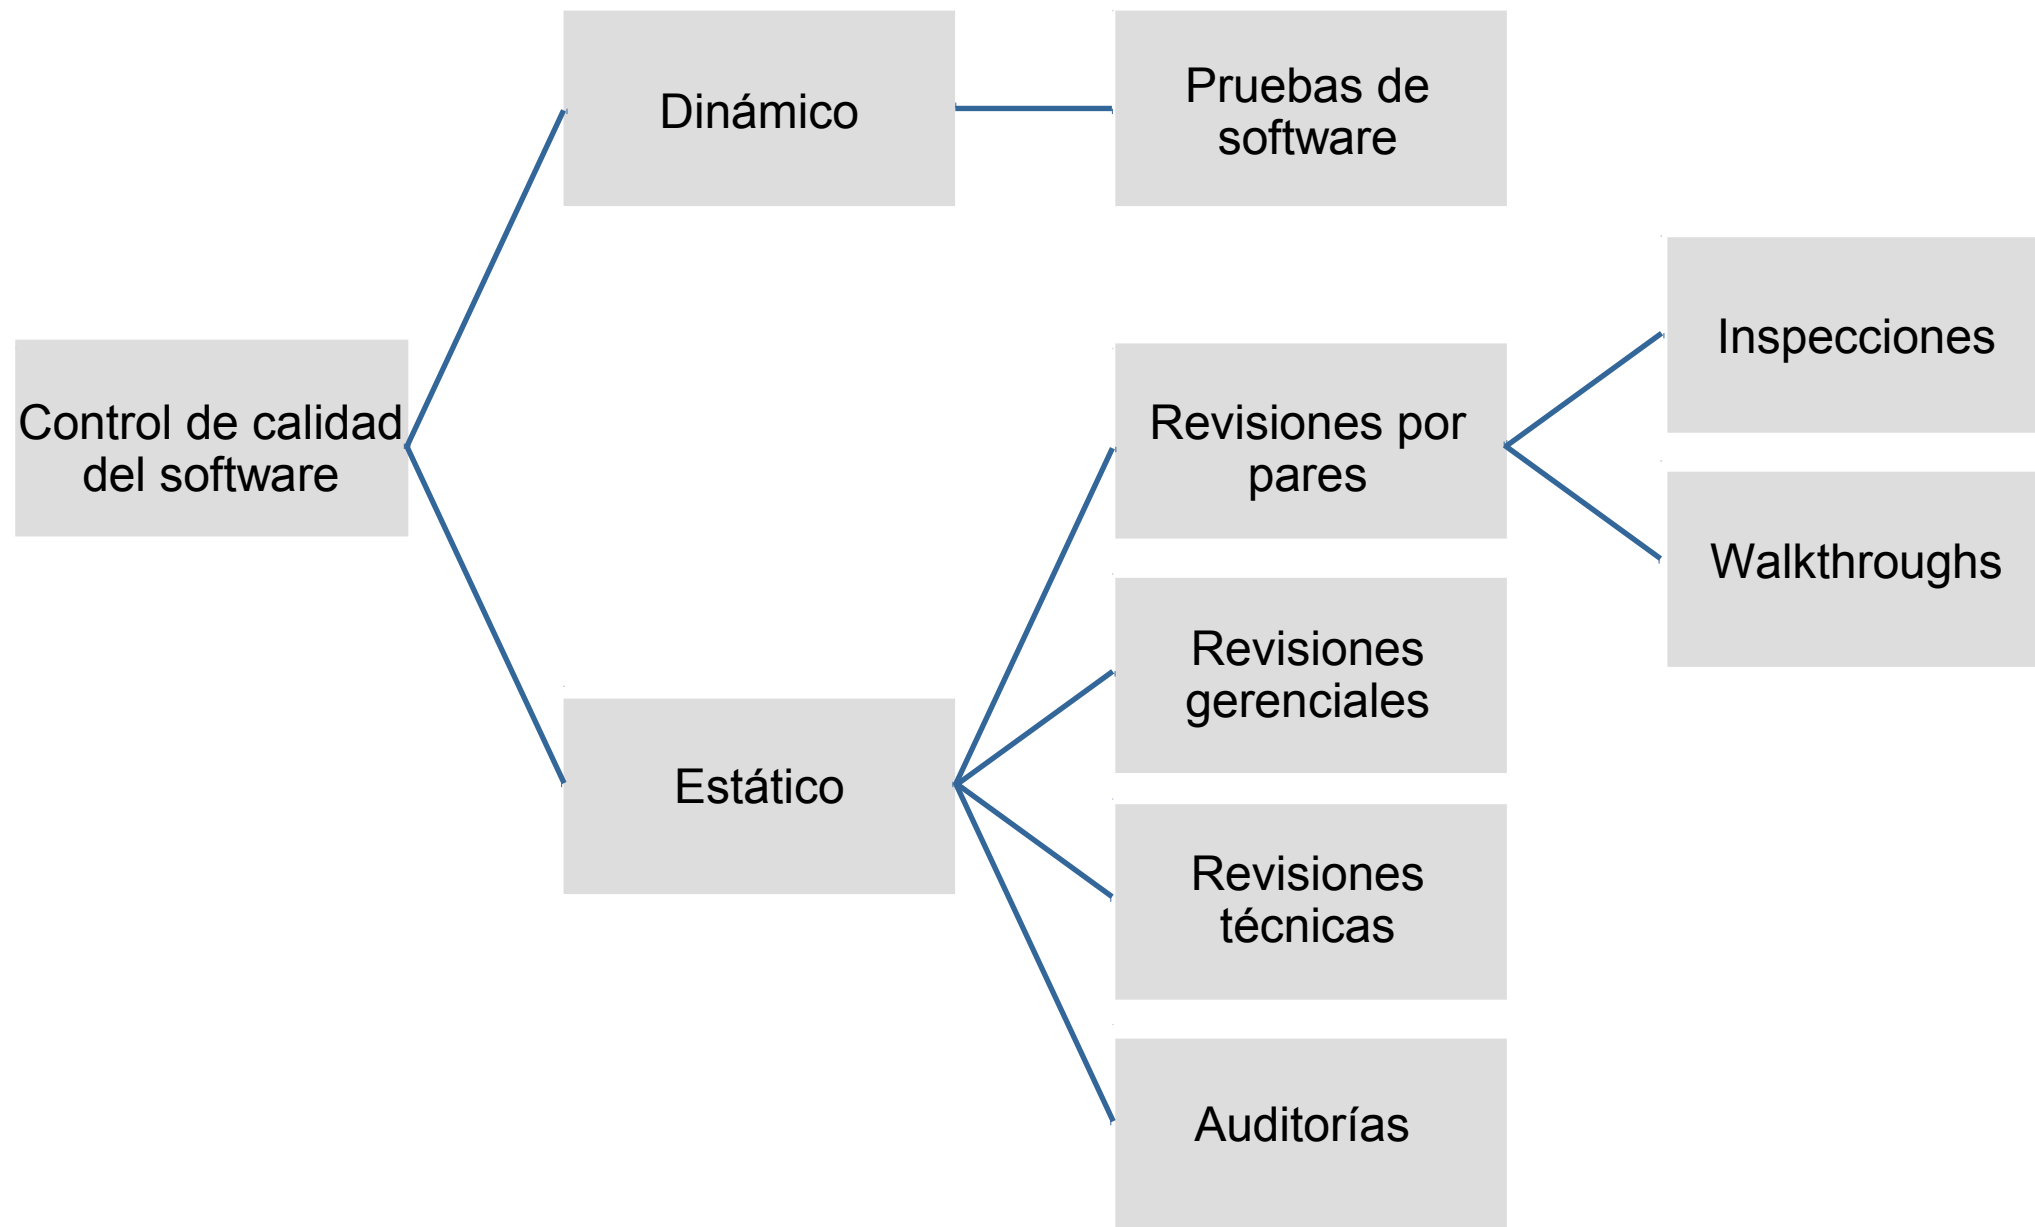 Dinámico
Pruebas de
software
Control de calidad
del software
Revisiones por
pares
Inspecciones
Walkthroughs
Revisiones
gerenciales
Estático
Revisiones
técnicas
Auditorías